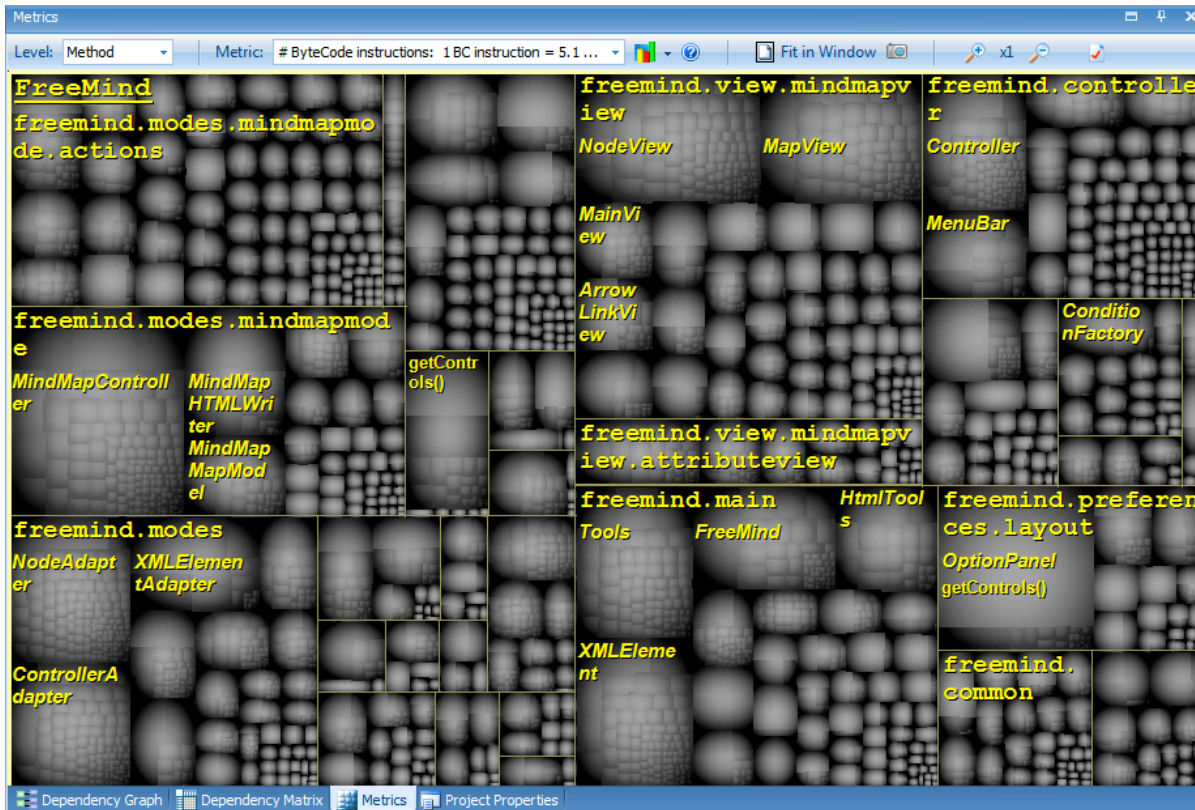 Metrics
Level: Method
Metric: # ByteCode instructions: 1 BC instruction = 5.1 ...
Fit in Window
x1
FreeMind
freemind.modes.mindmapmo
de.actions
freemind.modes.mindmapmod
e
MindMapControll
er
MindMap
HTMLWri
ter
MindMap
MapMod
el
getContr
ols()
freemind.modes
NodeAdapt
er
XMLElemen
tAdapter
ControllerA
dapter
freemind.view.mindmapv
iew
NodeView
MapView
MainVi
ew
Arrow
LinkVi
ew
freemind.view.mindmapv
iew.attributeview
freemind.controlle
r
Controller
MenuBar
Conditio
nFactory
freemind.main
Tools
FreeMind
HtmlTool
s
XMLEleme
nt
freemind.preferen
ces.layout
OptionPanel
getControls()
freemind.
common
Dependency Graph
Dependency Matrix
Metrics
Project Properties